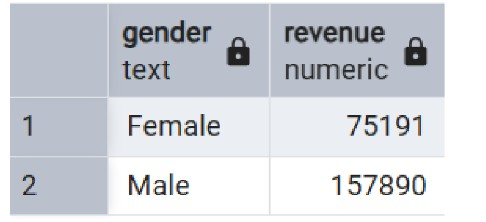 gender revenue
text numeric
1 Female 75191
2 Male 157890